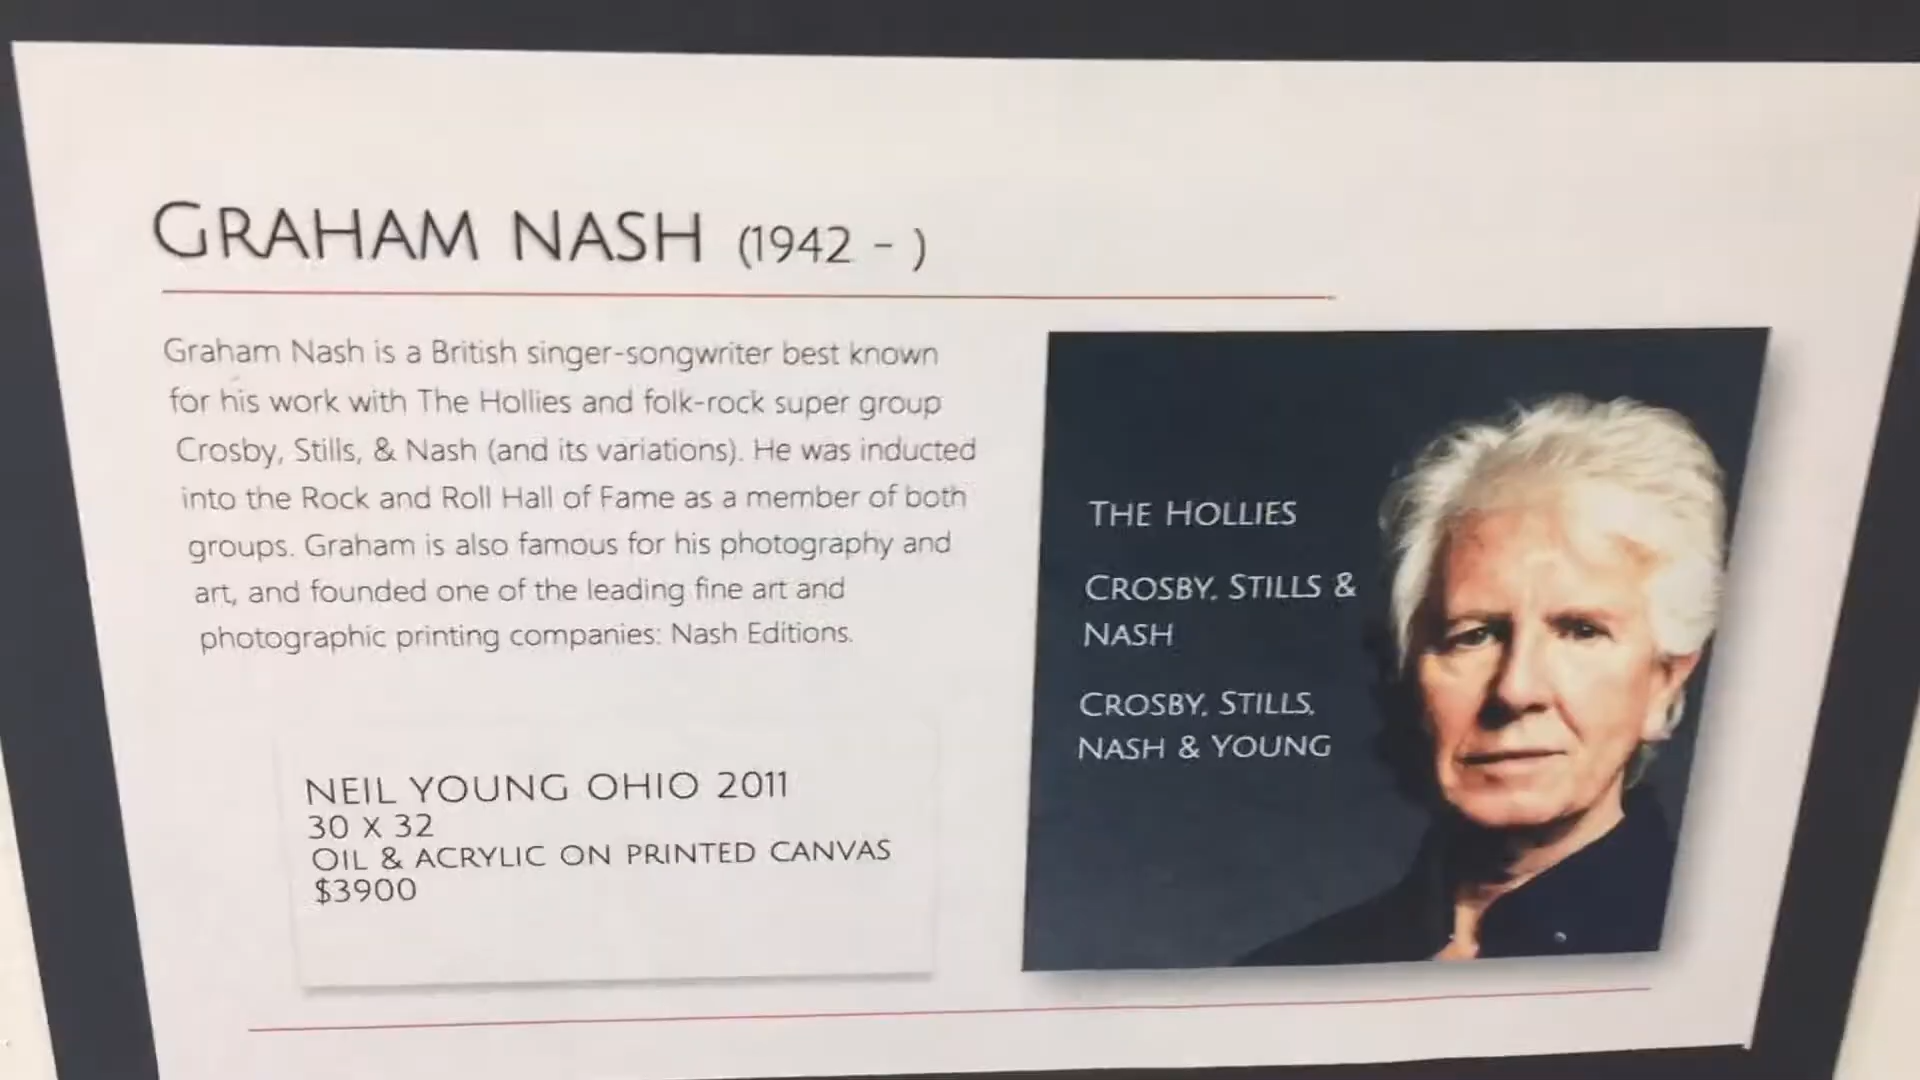 GRAHAM NASH (1942 - )
Graham Nash is a British singer-songwriter best known
for his work with The Hollies and folk-rock super group
Crosby, Stills, & Nash (and its variations). He was inducted
into the Rock and Roll Hall of Fame as a member of both
groups. Graham is also famous for his photography and
art, and founded one of the leading fine art and
photographic printing companies: Nash Editions.
NEIL YOUNG OHIO 2011
30 X 32
OIL & ACRYLIC ON PRINTED CANVAS
$3900
THE HOLLIES
CROSBY, STILLS &
NASH
CROSBY, STILLS,
NASH & YOUNG